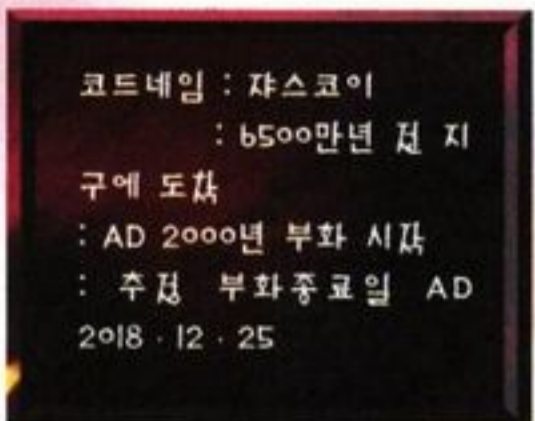 코드네임 : 쟈스코이
: 6500만년 전 지
구에 도착
: AD 2000년 부화 시작
: 추정 부화종료일 AD
2018 · 12 · 25